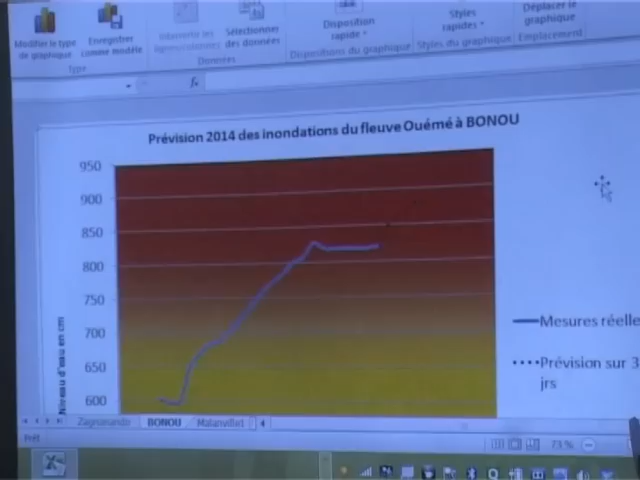 Modifier le type
de graphique
Enregistrer
comme modèle
Intervertir les
Sélectionner
des données
Disposition
rapide
Styles
rapides
Déplacer le
graphique
Type
Données
Dispositions du graphique
Styles du graphique
Emplacement
fx
Prévision 2014 des inondations du fleuve Ouémé à BONOU
950
900
850
800
750
700
650
600
Niveau d'eau en cm
Mesures réelle
Prévision sur 3
jrs
Zagnanando
BONOU
Malanville
Prêt
73 %